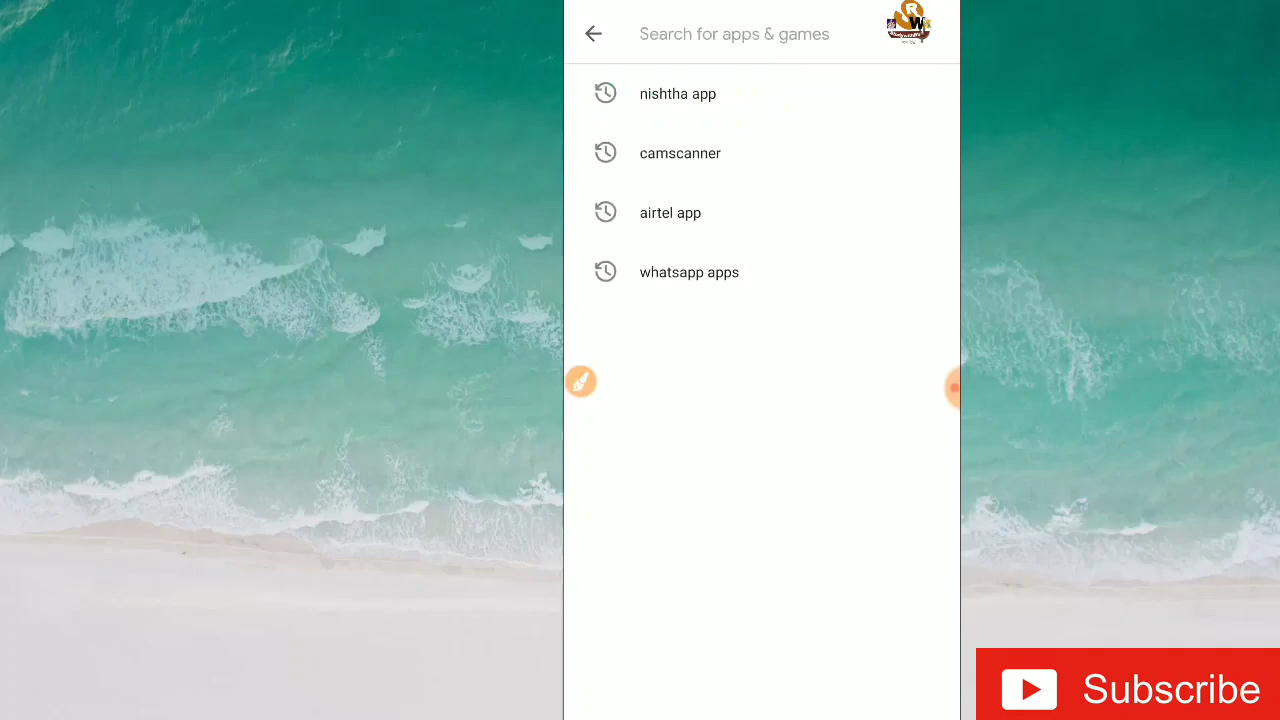 Search for apps & games
nishtha app
camscanner
airtel app
whatsapp apps
Subscribe